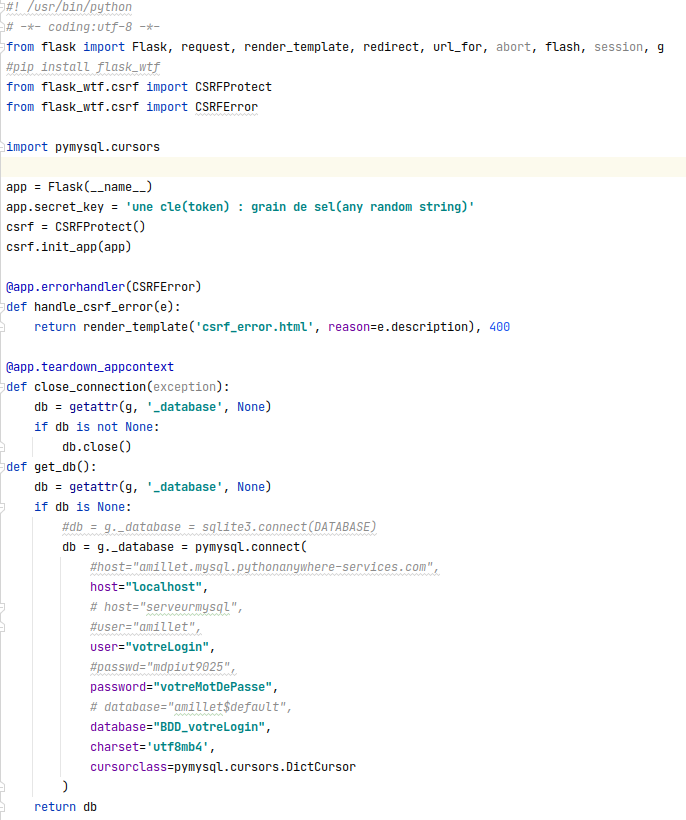 #! /usr/bin/python
# -*- coding:utf-8 -*-
from flask import Flask, request, render_template, redirect, url_for, abort, flash, session, g
#pip install flask_wtf
from flask_wtf.csrf import CSRFProtect
from flask_wtf.csrf import CSRFError
import pymysql.cursors
app = Flask(__name__)
app.secret_key = 'une cle(token) : grain de sel(any random string)'
csrf = CSRFProtect()
csrf.init_app(app)
@app.errorhandler(CSRFError)
def handle_csrf_error(e):
    return render_template('csrf_error.html', reason=e.description), 400
@app.teardown_appcontext
def close_connection(exception):
    db = getattr(g, '_database', None)
    if db is not None:
        db.close()
def get_db():
    db = getattr(g, '_database', None)
    if db is None:
        #db = g._database = sqlite3.connect(DATABASE)
        db = g._database = pymysql.connect(
            #host="amillet.mysql.pythonanywhere-services.com",
            host="localhost",
            # host="serveurmysql",
            #user="amillet",
            user="votreLogin",
            #passwd="mdpiut9025",
            password="votreMotDePasse",
            # database="amillet$default",
            database="BDD_votreLogin",
            charset='utf8mb4',
            cursorclass=pymysql.cursors.DictCursor
        )
    return db